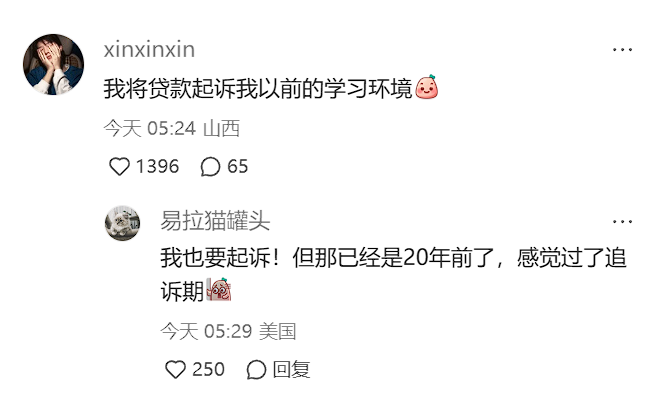 xinxinxin
我将贷款起诉我以前的学习环境
今天 05:24 山西
1396 65
易拉猫罐头
我也要起诉！但那已经是20年前了，感觉过了追
诉期
今天 05:29 美国
250 回复